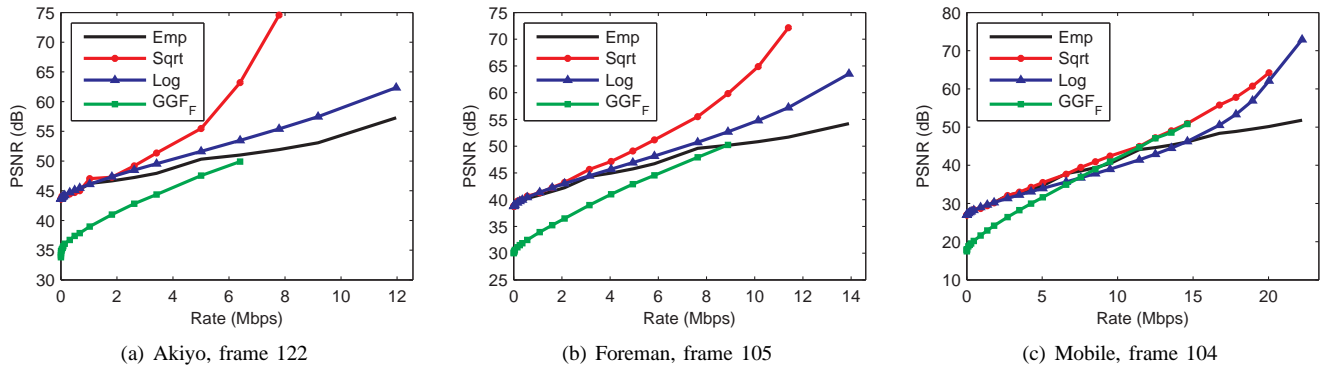 75
70
65
60
55
50
45
40
35
30
0 2 4 6 8 10 12
PSNR (dB)
Rate (Mbps)
Emp
Sqrt
Log
GGF_F
(a) Akiyo, frame 122
75
70
65
60
55
50
45
40
35
30
25
0 2 4 6 8 10 12 14
PSNR (dB)
Rate (Mbps)
Emp
Sqrt
Log
GGF_F
(b) Foreman, frame 105
80
70
60
50
40
30
20
10
0 5 10 15 20
PSNR (dB)
Rate (Mbps)
Emp
Sqrt
Log
GGF_F
(c) Mobile, frame 104